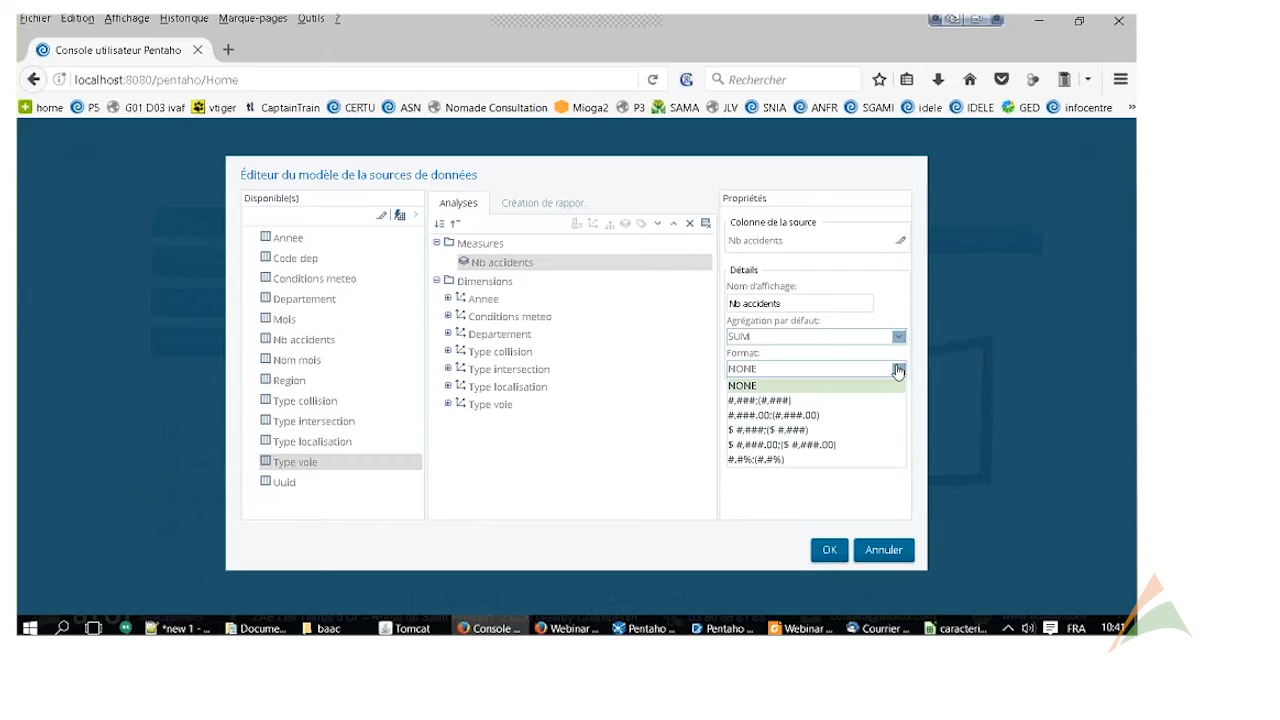 Fichier Edition Affichage Historique Marque-pages Outils ?
Console utilisateur Pentaho
localhost:8080/pentaho/Home
Rechercher
home P5 G01 D03 ivaf vtiger CaptainTrain CERTU ASN Nomade Consultation Mioga2 P3 SAMA JLV SNIA ANFR SGAMI idele IDELE GED infocentre »
Éditeur du modèle de la sources de données
Disponible(s)
Annee
Code dep
Conditions meteo
Departement
Mois
Nb accidents
Nom mois
Region
Type collision
Type intersection
Type localisation
Type voie
Uuid
Analyses
Création de rappor.
Measures
Nb accidents
Dimensions
Annee
Conditions meteo
Departement
Type collision
Type intersection
Type localisation
Type voie
Propriétés
Colonne de la source
Nb accidents
Détails
Nom d'affichage:
Nb accidents
Agrégation par défaut:
SUM
Format:
NONE
NONE
#,###;(#,###)
#,###.00;(#,###.00)
$ #,###;($ #,###)
$ #,###.00;($ #,###.00)
#.#%;(#.#%)
OK
Annuler
*new 1 - ... Docume... baac Tomcat Console ... Webinar ... Pentaho ... Pentaho ... Webinar ... Courrier ... caracteri... FRA 10:41